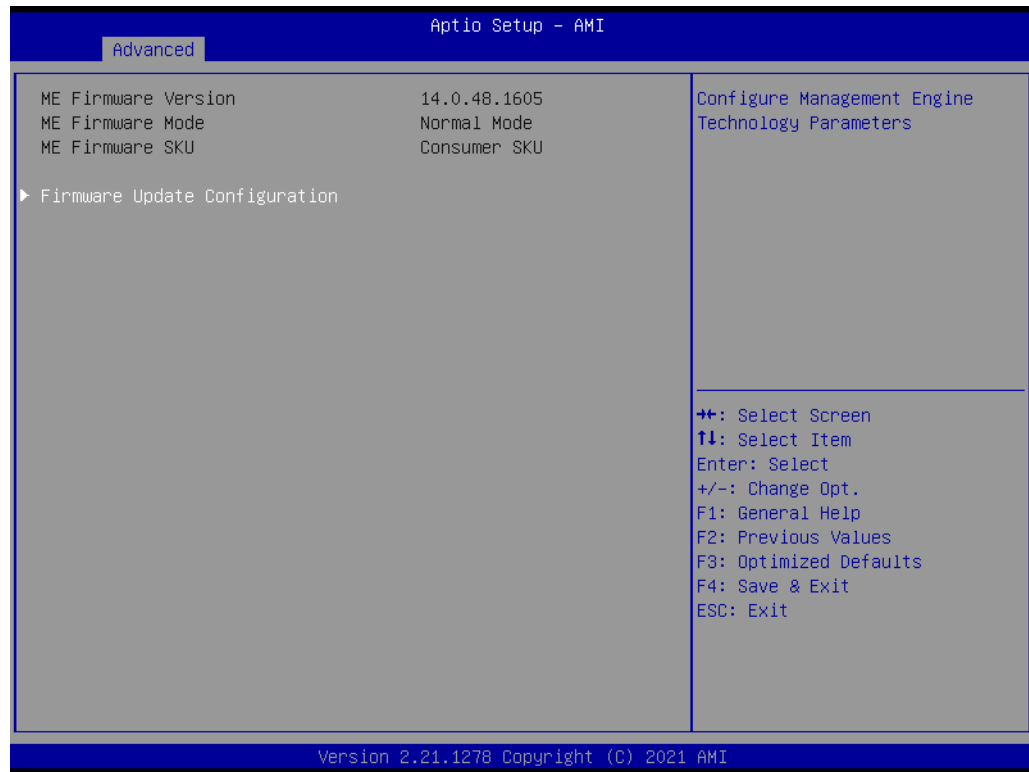 Aptio Setup – AMI
Advanced
ME Firmware Version 14.0.48.1605
ME Firmware Mode Normal Mode
ME Firmware SKU Consumer SKU
▶ Firmware Update Configuration
Configure Management Engine
Technology Parameters
→←: Select Screen
↑↓: Select Item
Enter: Select
+/-: Change Opt.
F1: General Help
F2: Previous Values
F3: Optimized Defaults
F4: Save & Exit
ESC: Exit
Version 2.21.1278 Copyright (C) 2021 AMI